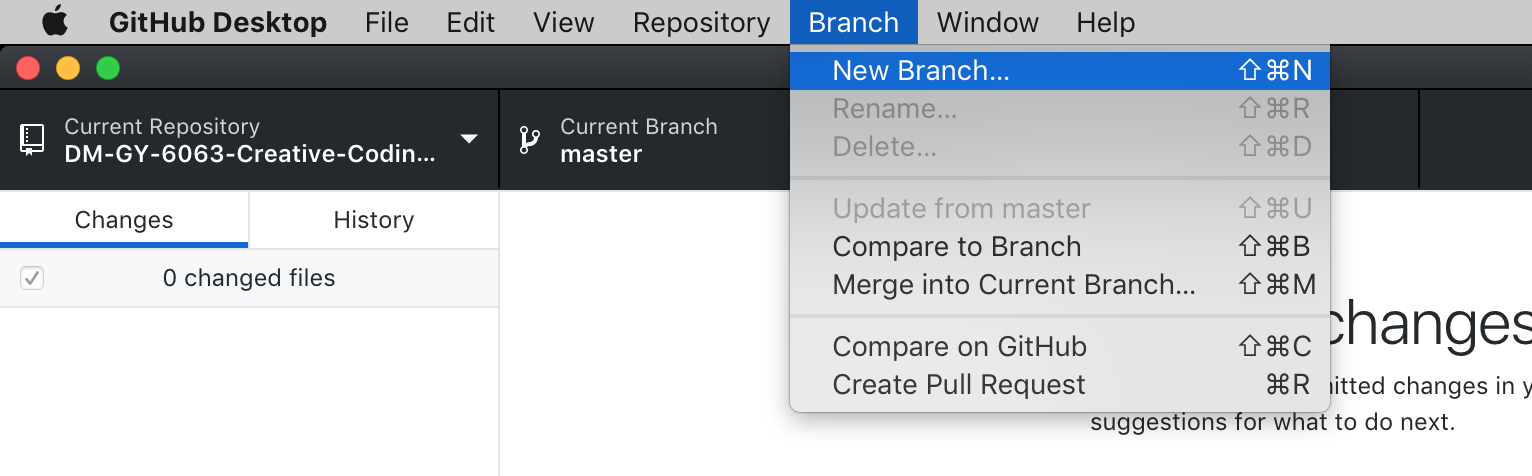 GitHub Desktop File Edit View Repository Branch Window Help
New Branch... ⇧⌘N
Rename... ⇧⌘R
Delete... ⇧⌘D
Update from master ⇧⌘U
Compare to Branch ⇧⌘B
Merge into Current Branch... ⇧⌘M
Compare on GitHub ⇧⌘C
Create Pull Request ⌘R
Current Repository
DM-GY-6063-Creative-Codin...
Current Branch
master
Changes History
0 changed files
changes
itted changes in y
suggestions for what to do next.